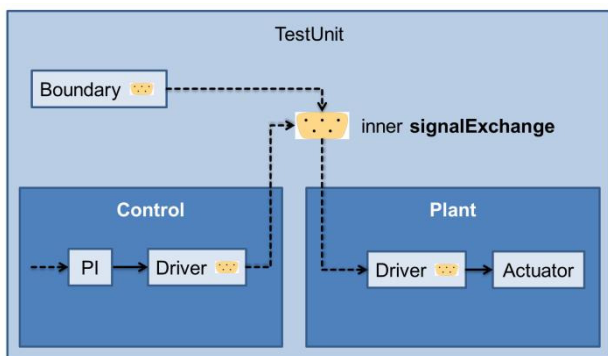 TestUnit
Boundary
inner signalExchange
Control
Plant
PI
Driver
Driver
Actuator